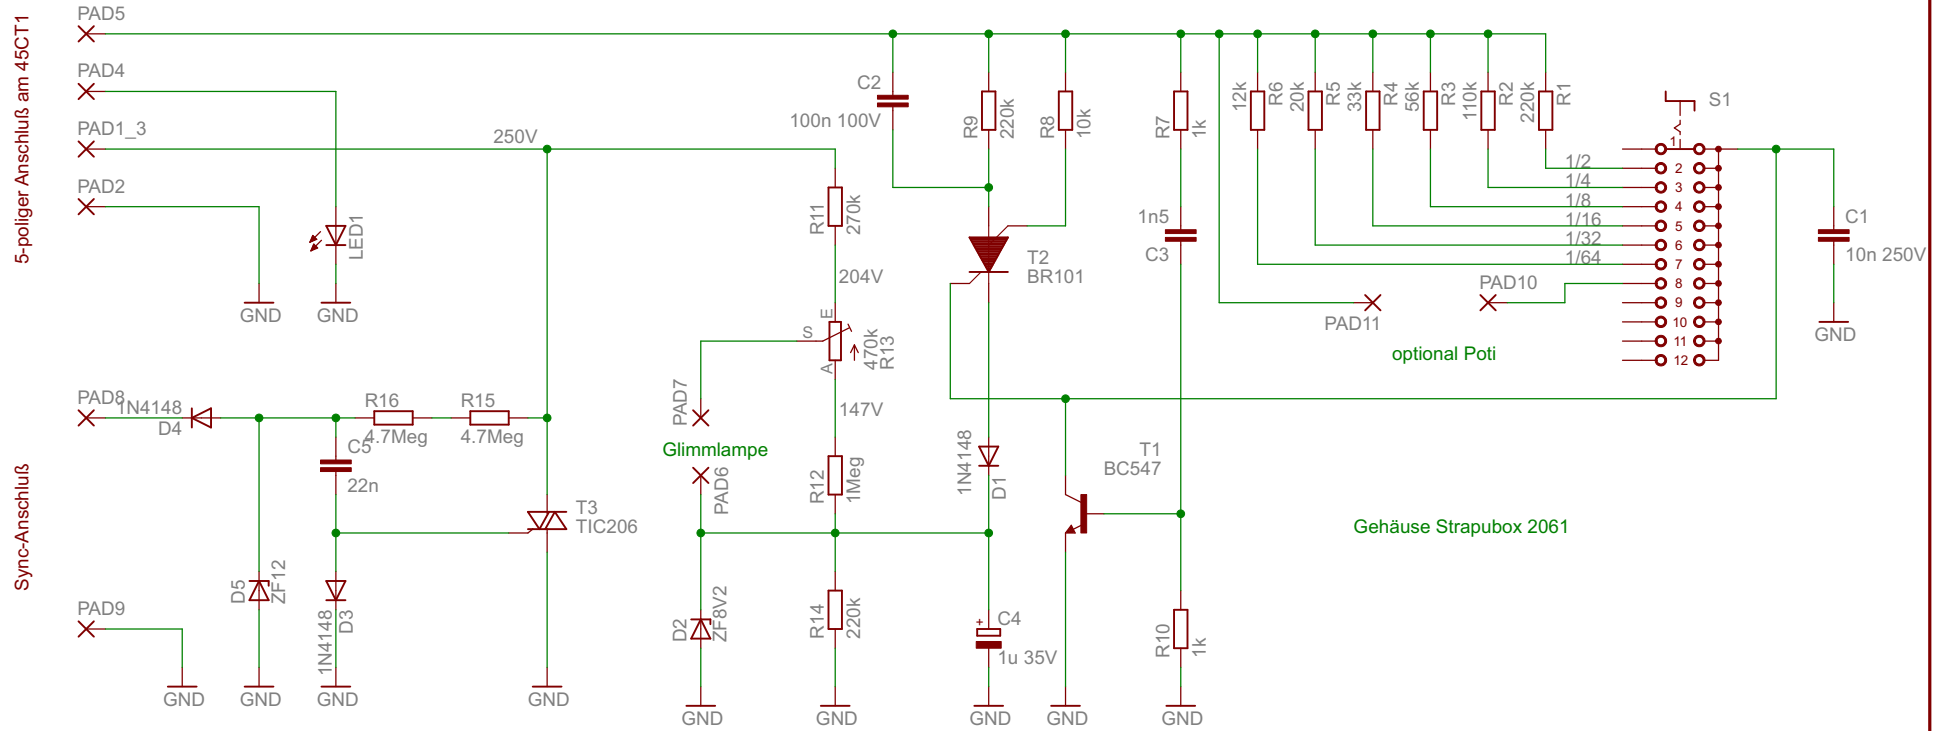 5-poliger Anschluß am 45CT1
PAD5
PAD4
PAD1_3
PAD2
GND
LED1
GND
250V
C2
100n 100V
R9
220k
R8
10k
R7
1k
12k
R6
20k
R5
33k
R4
56k
R3
110k
R2
220k
R1
S1
1
2
3
4
5
6
7
8
9
10
11
12
1/2
1/4
1/8
1/16
1/32
1/64
C1
10n 250V
GND
R11
270k
204V
1n5
C3
T2
BR101
PAD10
PAD11
optional Poti
E
S
A
470k
R13
147V
PAD7
Glimmlampe
PAD6
R12
1Meg
1N4148
D1
T1
BC547
Gehäuse Strapubox 2061
Sync-Anschluß
PAD8
1N4148
D4
R16
4.7Meg
R15
4.7Meg
C5
22n
T3
TIC206
D5
ZF12
1N4148
D3
PAD9
GND
GND
GND
GND
D2
ZF8V2
R14
220k
C4
+
1u 35V
R10
1k
GND
GND
GND
GND
GND